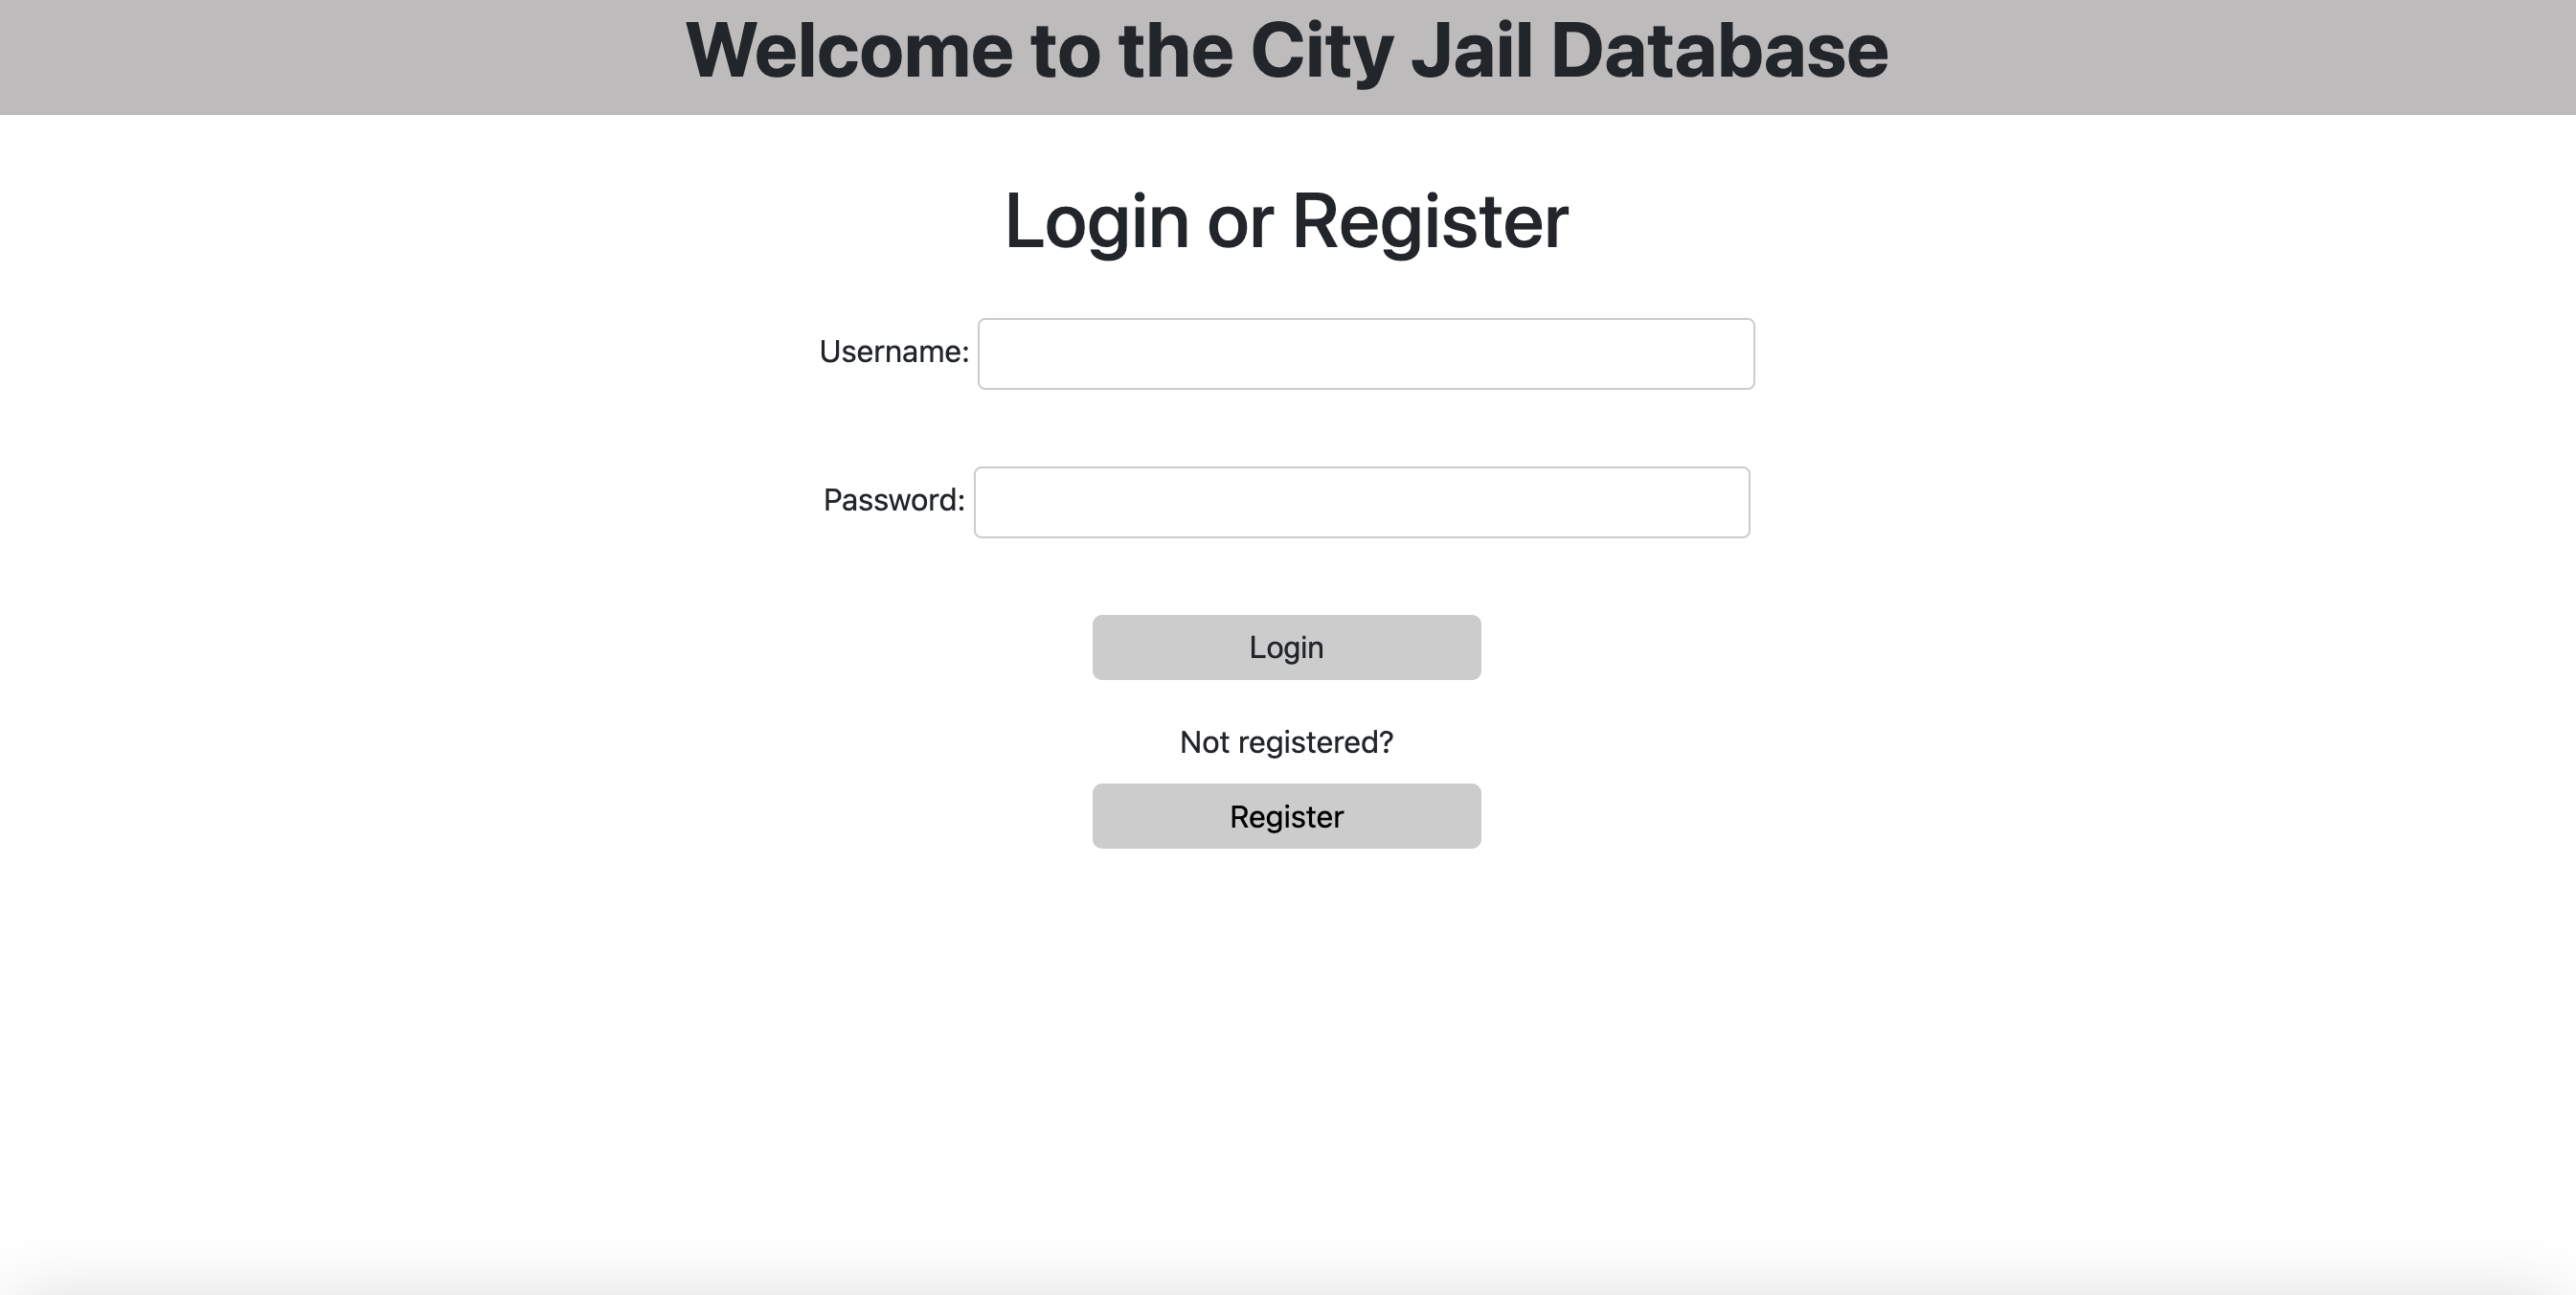 Welcome to the City Jail Database
Login or Register
Username:
Password:
Login
Not registered?
Register